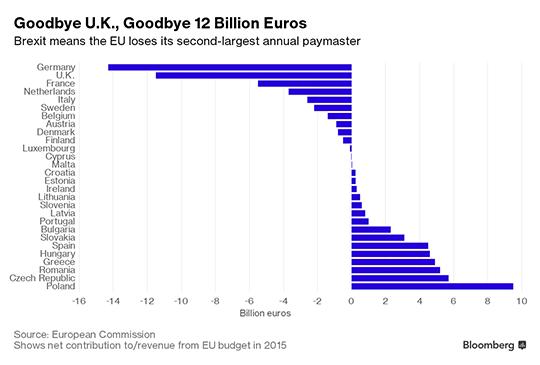 Goodbye U.K., Goodbye 12 Billion Euros
Brexit means the EU loses its second-largest annual paymaster
Germany
U.K.
France
Netherlands
Italy
Sweden
Belgium
Austria
Denmark
Finland
Luxembourg
Cyprus
Malta
Croatia
Estonia
Ireland
Lithuania
Slovenia
Latvia
Portugal
Bulgaria
Slovakia
Spain
Hungary
Greece
Romania
Czech Republic
Poland
-16 -14 -12 -10 -8 -6 -4 -2 0 2 4 6 8 10
Billion euros
Source: European Commission
Shows net contribution to/revenue from EU budget in 2015
Bloomberg